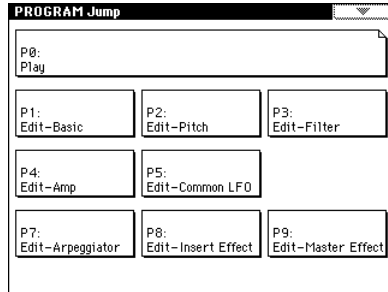 PROGRAM Jump
P0:
Play
P1:
Edit-Basic
P2:
Edit-Pitch
P3:
Edit-Filter
P4:
Edit-Amp
P5:
Edit-Common LFO
P7:
Edit-Arpeggiator
P8:
Edit-Insert Effect
P9:
Edit-Master Effect